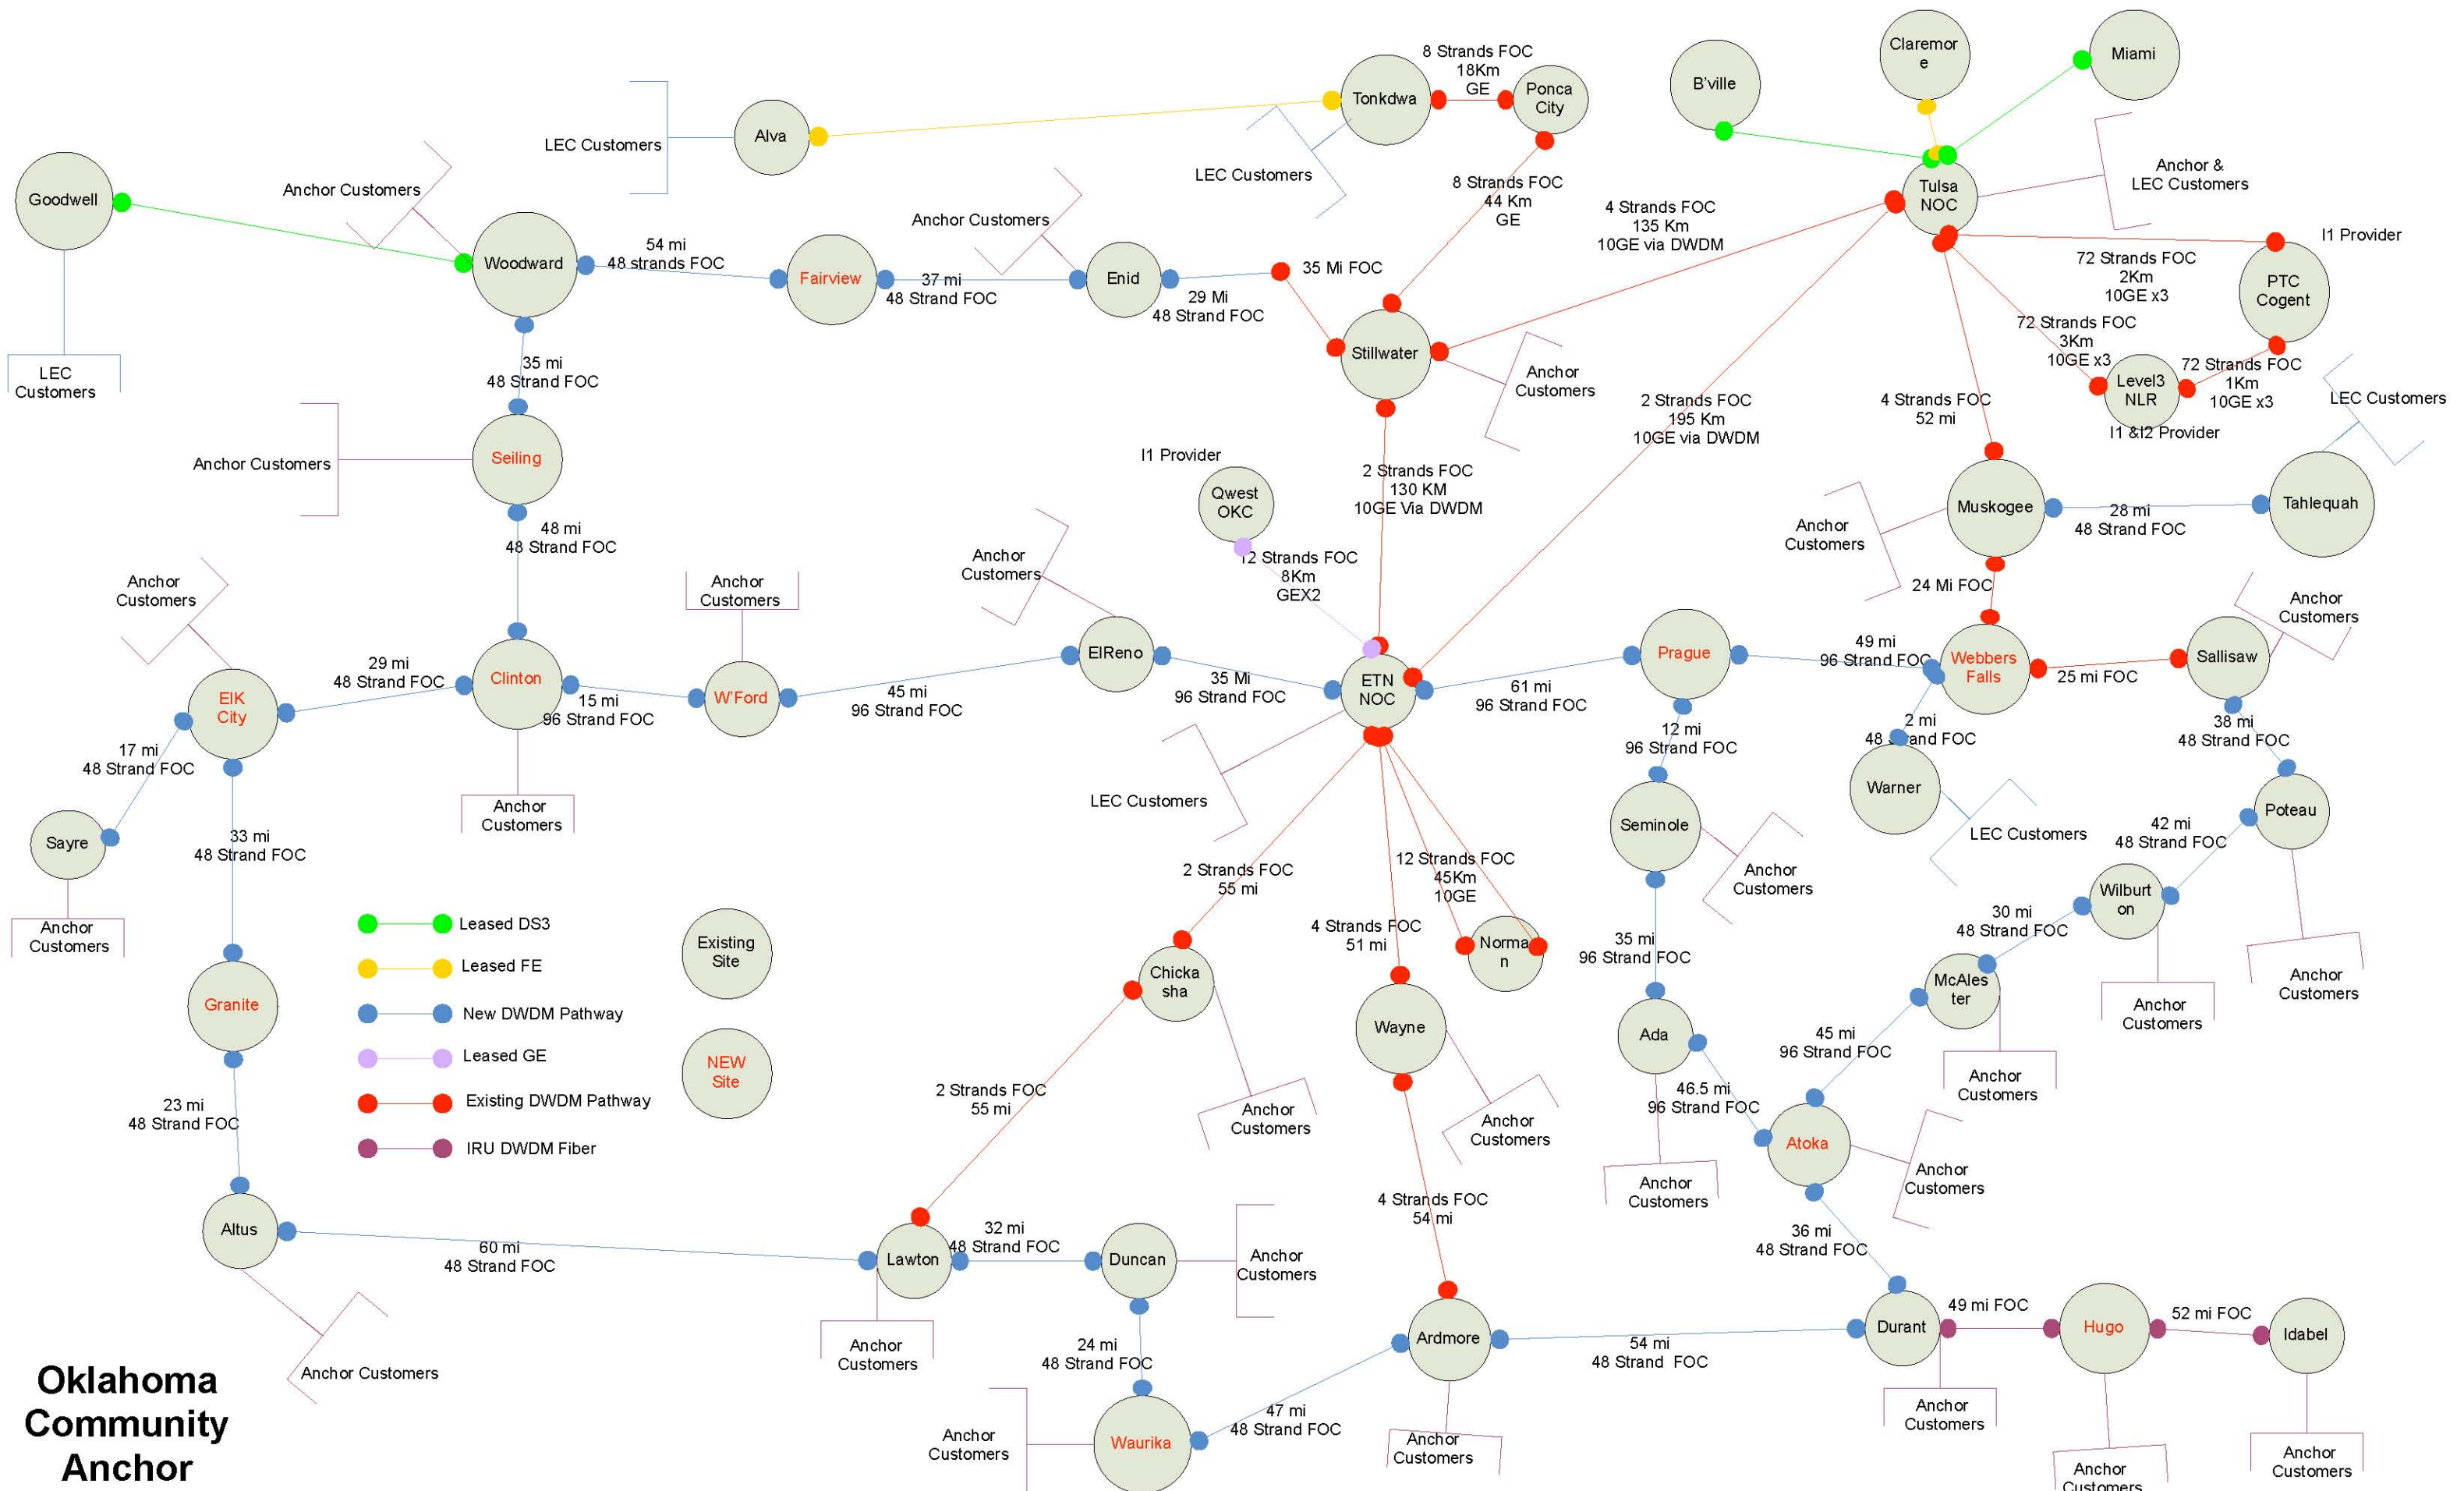 8 Strands FOC
18Km
GE
Tonkdwa
Ponca
City
B'ville
Claremor
e
Miami
LEC Customers
Alva
LEC Customers
8 Strands FOC
44 Km
GE
Anchor &
LEC Customers
Tulsa
NOC
Goodwell
Anchor Customers
Anchor Customers
4 Strands FOC
135 Km
10GE via DWDM
I1 Provider
Woodward
54 mi
48 strands FOC
Fairview
37 mi
48 Strand FOC
Enid
29 Mi
48 Strand FOC
35 Mi FOC
72 Strands FOC
2Km
10GE x3
PTC
Cogent
Stillwater
72 Strands FOC
3Km
10GE x3
Level3
NLR
I1 &I2 Provider
72 Strands FOC
1Km
10GE x3
LEC
Customers
35 mi
48 Strand FOC
Anchor
Customers
2 Strands FOC
195 Km
10GE via DWDM
4 Strands FOC
52 mi
LEC Customers
Anchor Customers
Seiling
I1 Provider
Qwest
OKC
2 Strands FOC
130 KM
10GE Via DWDM
Muskogee
28 mi
48 Strand FOC
Tahlequah
Anchor
Customers
48 mi
48 Strand FOC
12 Strands FOC
8Km
GEX2
24 Mi FOC
Anchor
Customers
Anchor
Customers
Anchor
Customers
Anchor
Customers
ElK
City
29 mi
48 Strand FOC
Clinton
15 mi
96 Strand FOC
W'Ford
45 mi
96 Strand FOC
ElReno
35 Mi
96 Strand FOC
ETN
NOC
61 mi
96 Strand FOC
Prague
49 mi
96 Strand FOC
Webbers
Falls
25 mi FOC
Sallisaw
17 mi
48 Strand FOC
12 mi
96 Strand FOC
2 mi
48 Strand FOC
38 mi
48 Strand FOC
Anchor
Customers
LEC Customers
Warner
LEC Customers
Sayre
33 mi
48 Strand FOC
Seminole
Anchor
Customers
42 mi
48 Strand FOC
Poteau
2 Strands FOC
55 mi
12 Strands FOC
45Km
10GE
Wilburt
on
Anchor
Customers
Leased DS3
Leased FE
New DWDM Pathway
Leased GE
Existing DWDM Pathway
IRU DWDM Fiber
Existing
Site
NEW
Site
4 Strands FOC
51 mi
Norma
n
35 mi
96 Strand FOC
30 mi
48 Strand FOC
Anchor
Customers
Granite
Chicka
sha
Wayne
Ada
McAles
ter
Anchor
Customers
23 mi
48 Strand FOC
2 Strands FOC
55 mi
Anchor
Customers
Anchor
Customers
46.5 mi
96 Strand FOC
45 mi
96 Strand FOC
Anchor
Customers
Atoka
Anchor
Customers
Anchor
Customers
4 Strands FOC
54 mi
36 mi
48 Strand FOC
Altus
60 mi
48 Strand FOC
Lawton
32 mi
48 Strand FOC
Duncan
Anchor
Customers
Anchor Customers
Anchor
Customers
24 mi
48 Strand FOC
Ardmore
54 mi
48 Strand  FOC
Durant
49 mi FOC
Hugo
52 mi FOC
Idabel
Waurika
47 mi
48 Strand FOC
Anchor
Customers
Anchor
Customers
Anchor
Customers
Anchor
Customers
Anchor
Customers
Oklahoma
Community
Anchor